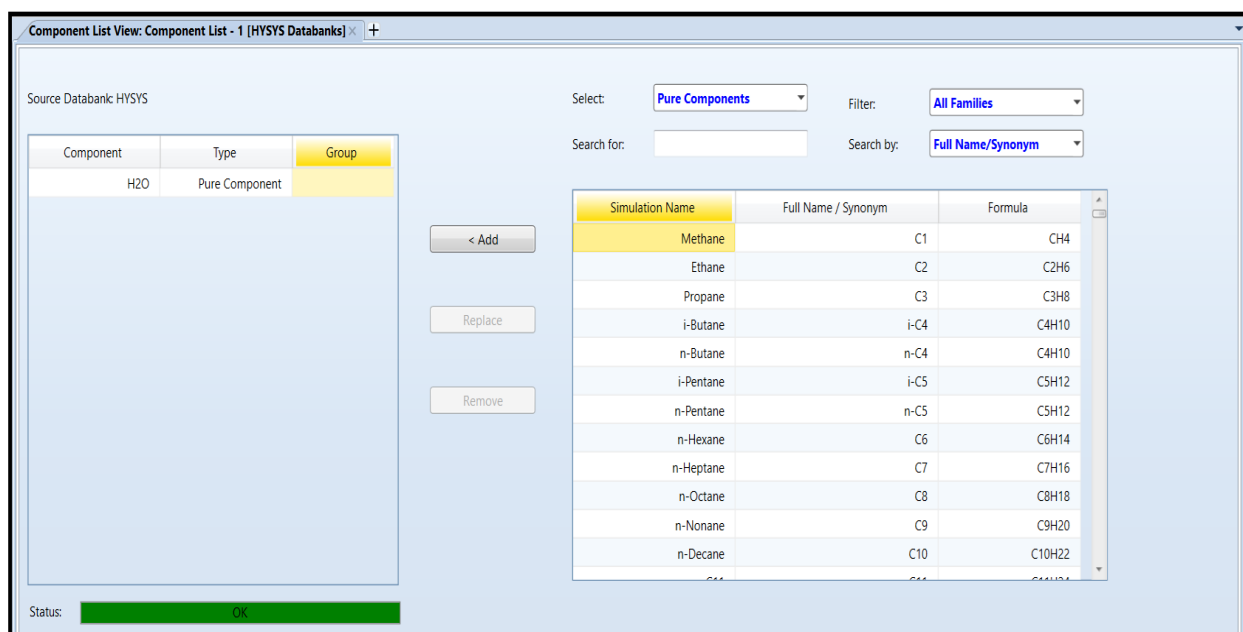 Component List View: Component List - 1 [HYSYS Databanks] × +
Source Databank: HYSYS
Select: Pure Components Filter: All Families
Search for: Search by: Full Name/Synonym
Component Type Group
H2O Pure Component
< Add
Replace
Remove
Simulation Name Full Name / Synonym Formula
Methane C1 CH4
Ethane C2 C2H6
Propane C3 C3H8
i-Butane i-C4 C4H10
n-Butane n-C4 C4H10
i-Pentane i-C5 C5H12
n-Pentane n-C5 C5H12
n-Hexane C6 C6H14
n-Heptane C7 C7H16
n-Octane C8 C8H18
n-Nonane C9 C9H20
n-Decane C10 C10H22
C11 C11 C11H24
Status: OK